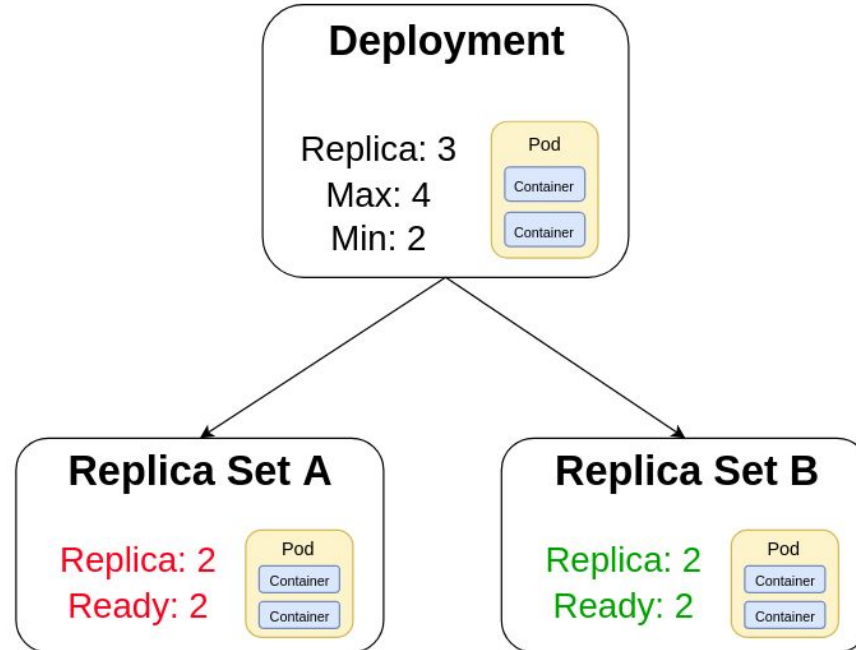 Deployment
Replica: 3
Max: 4
Min: 2
Pod
Container
Container
Replica Set A
Replica: 2
Ready: 2
Pod
Container
Container
Replica Set B
Replica: 2
Ready: 2
Pod
Container
Container